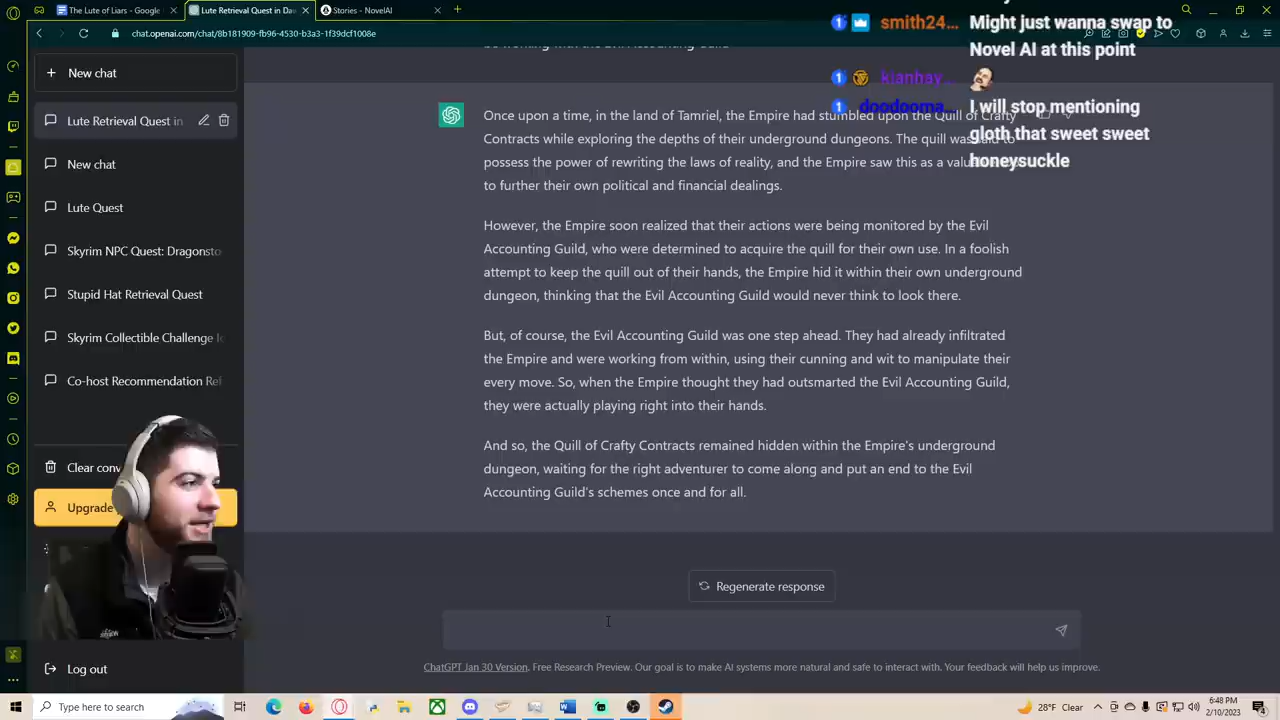 The Lute of Liars - Google
Lute Retrieval Quest in Da
Stories - NovelAI
chat.openai.com/chat/8b181909-fb96-4530-b3a3-1f39dcf1008e
smith24...
Might just wanna swap to
Novel AI at this point
kianhay...
doodooma...
I will stop mentioning
gloth that sweet sweet
honeysuckle
New chat
Lute Retrieval Quest in
New chat
Lute Quest
Skyrim NPC Quest: Dragonsto
Stupid Hat Retrieval Quest
Skyrim Collectible Challenge
Co-host Recommendation
Clear conv
Upgrade
Log out
be working with the Evil Accounting Guild
Once upon a time, in the land of Tamriel, the Empire had stumbled upon the Quill of Crafty
Contracts while exploring the depths of their underground dungeons. The quill was said to
possess the power of rewriting the laws of reality, and the Empire saw this as a valua
to further their own political and financial dealings.
However, the Empire soon realized that their actions were being monitored by the Evil
Accounting Guild, who were determined to acquire the quill for their own use. In a foolish
attempt to keep the quill out of their hands, the Empire hid it within their own underground
dungeon, thinking that the Evil Accounting Guild would never think to look there.
But, of course, the Evil Accounting Guild was one step ahead. They had already infiltrated
the Empire and were working from within, using their cunning and wit to manipulate their
every move. So, when the Empire thought they had outsmarted the Evil Accounting Guild,
they were actually playing right into their hands.
And so, the Quill of Crafty Contracts remained hidden within the Empire's underground
dungeon, waiting for the right adventurer to come along and put an end to the Evil
Accounting Guild's schemes once and for all.
Regenerate response
ChatGPT Jan 30 Version. Free Research Preview. Our goal is to make AI systems more natural and safe to interact with. Your feedback will help us improve.
Type here to search
28°F Clear
6:48 PM
2/10/2023